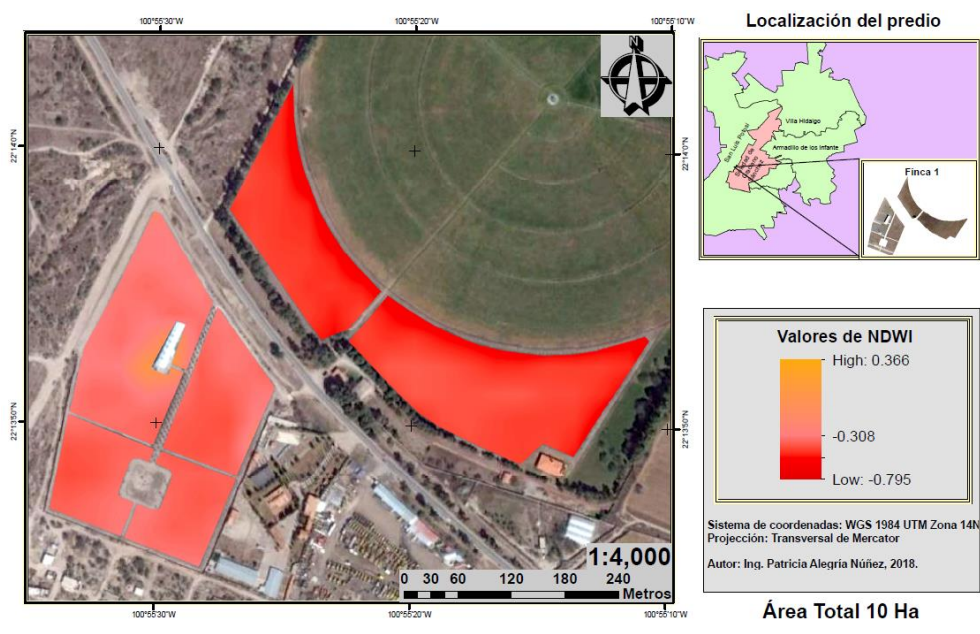 100°55'30"W
100°55'20"W
100°55'10"W
Localización del predio
N
22°14'0"N
22°14'0"N
Villa Hidalgo
San Luis Potosí
Armadillo de los Infante
Soledad de
Graciano
Sánchez
Finca 1
Valores de NDWI
High: 0.366
-0.308
Low: -0.795
22°13'50"N
22°13'50"N
Sistema de coordenadas: WGS 1984 UTM Zona 14N
Projección: Transversal de Mercator
Autor: Ing. Patricia Alegría Núñez, 2018.
1:4,000
0 30 60 120 180 240
Metros
100°55'30"W
100°55'20"W
100°55'10"W
Área Total 10 Ha